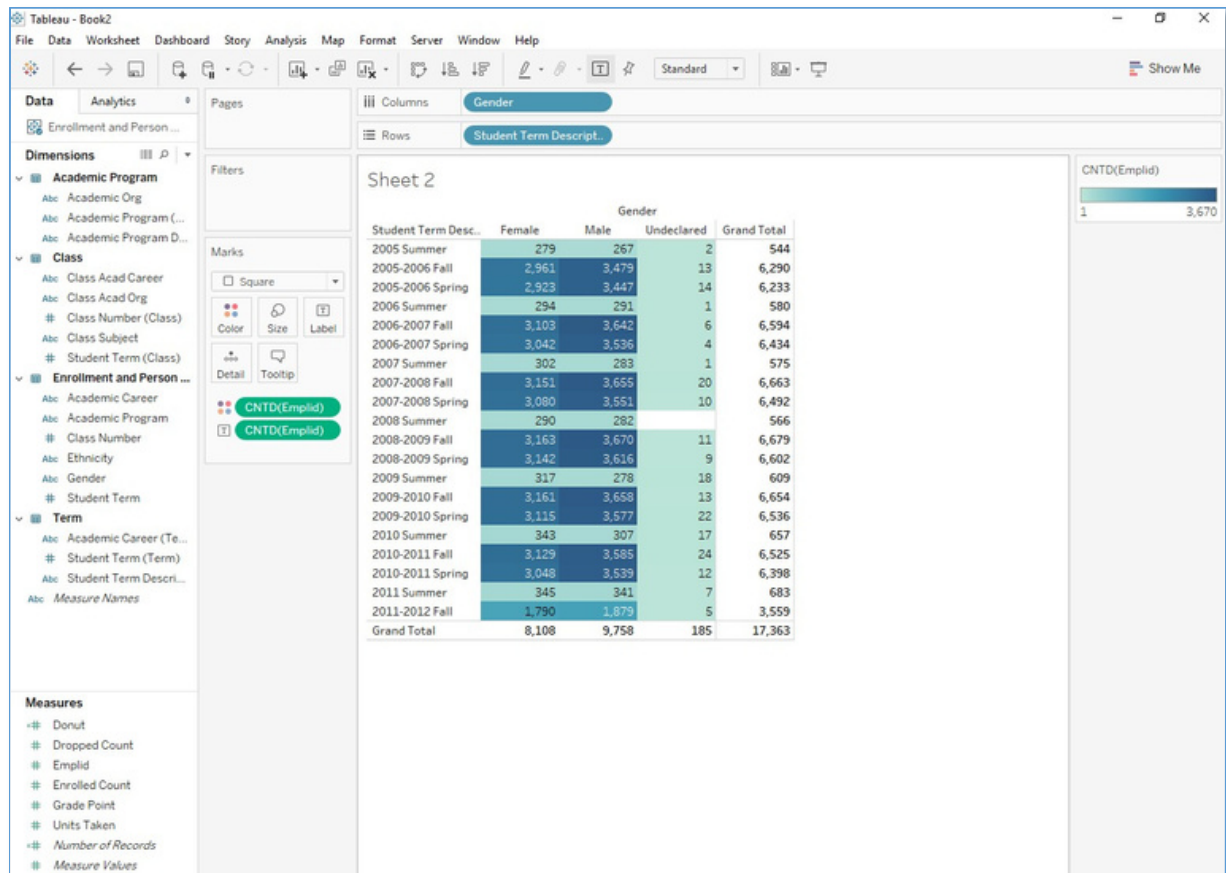 Tableau - Book2
File Data Worksheet Dashboard Story Analysis Map Format Server Window Help
Standard
Show Me
Data Analytics
Enrollment and Person ...
Dimensions
Academic Program
Abc Academic Org
Abc Academic Program (...
Abc Academic Program D...
Class
Abc Class Acad Career
Abc Class Acad Org
# Class Number (Class)
Abc Class Subject
# Student Term (Class)
Enrollment and Person ...
Abc Academic Career
Abc Academic Program
# Class Number
Abc Ethnicity
Abc Gender
# Student Term
Term
Abc Academic Career (Te...
# Student Term (Term)
Abc Student Term Descri...
Abc Measure Names
Measures
# Donut
# Dropped Count
# Emplid
# Enrolled Count
# Grade Point
# Units Taken
# Number of Records
# Measure Values
Pages
Filters
Marks
Square
Color Size Label
Detail Tooltip
CNTD(Emplid)
CNTD(Emplid)
Columns Gender
Rows Student Term Descript..
Sheet 2
Gender
Student Term Desc.. Female Male Undeclared Grand Total
2005 Summer 279 267 2 544
2005-2006 Fall 2,961 3,479 13 6,290
2005-2006 Spring 2,923 3,447 14 6,233
2006 Summer 294 291 1 580
2006-2007 Fall 3,103 3,642 6 6,594
2006-2007 Spring 3,042 3,536 4 6,434
2007 Summer 302 283 1 575
2007-2008 Fall 3,151 3,655 20 6,663
2007-2008 Spring 3,080 3,551 10 6,492
2008 Summer 290 282 566
2008-2009 Fall 3,163 3,670 11 6,679
2008-2009 Spring 3,142 3,616 9 6,602
2009 Summer 317 278 18 609
2009-2010 Fall 3,161 3,658 13 6,654
2009-2010 Spring 3,115 3,577 22 6,536
2010 Summer 343 307 17 657
2010-2011 Fall 3,129 3,585 24 6,525
2010-2011 Spring 3,048 3,539 12 6,398
2011 Summer 345 341 7 683
2011-2012 Fall 1,790 1,879 5 3,559
Grand Total 8,108 9,758 185 17,363
CNTD(Emplid)
1 3,670